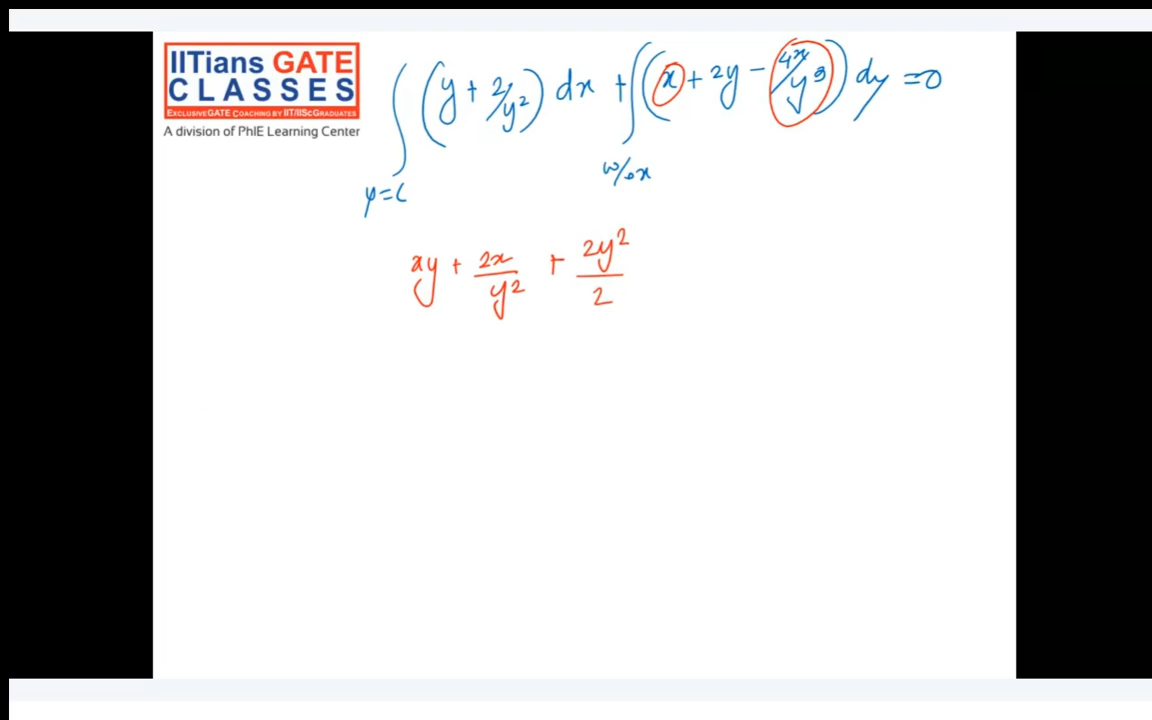 IITians GATE
CLASSES
EXCLUSIVE GATE COACHING BY IIT/IISc GRADUATES
A division of PhIE Learning Center
∫ (y + 2/y²) dx + ∫ (x + 2y − 4x/y³) dy = 0
y=c w/o x
xy + 2x/y² + 2y²/2